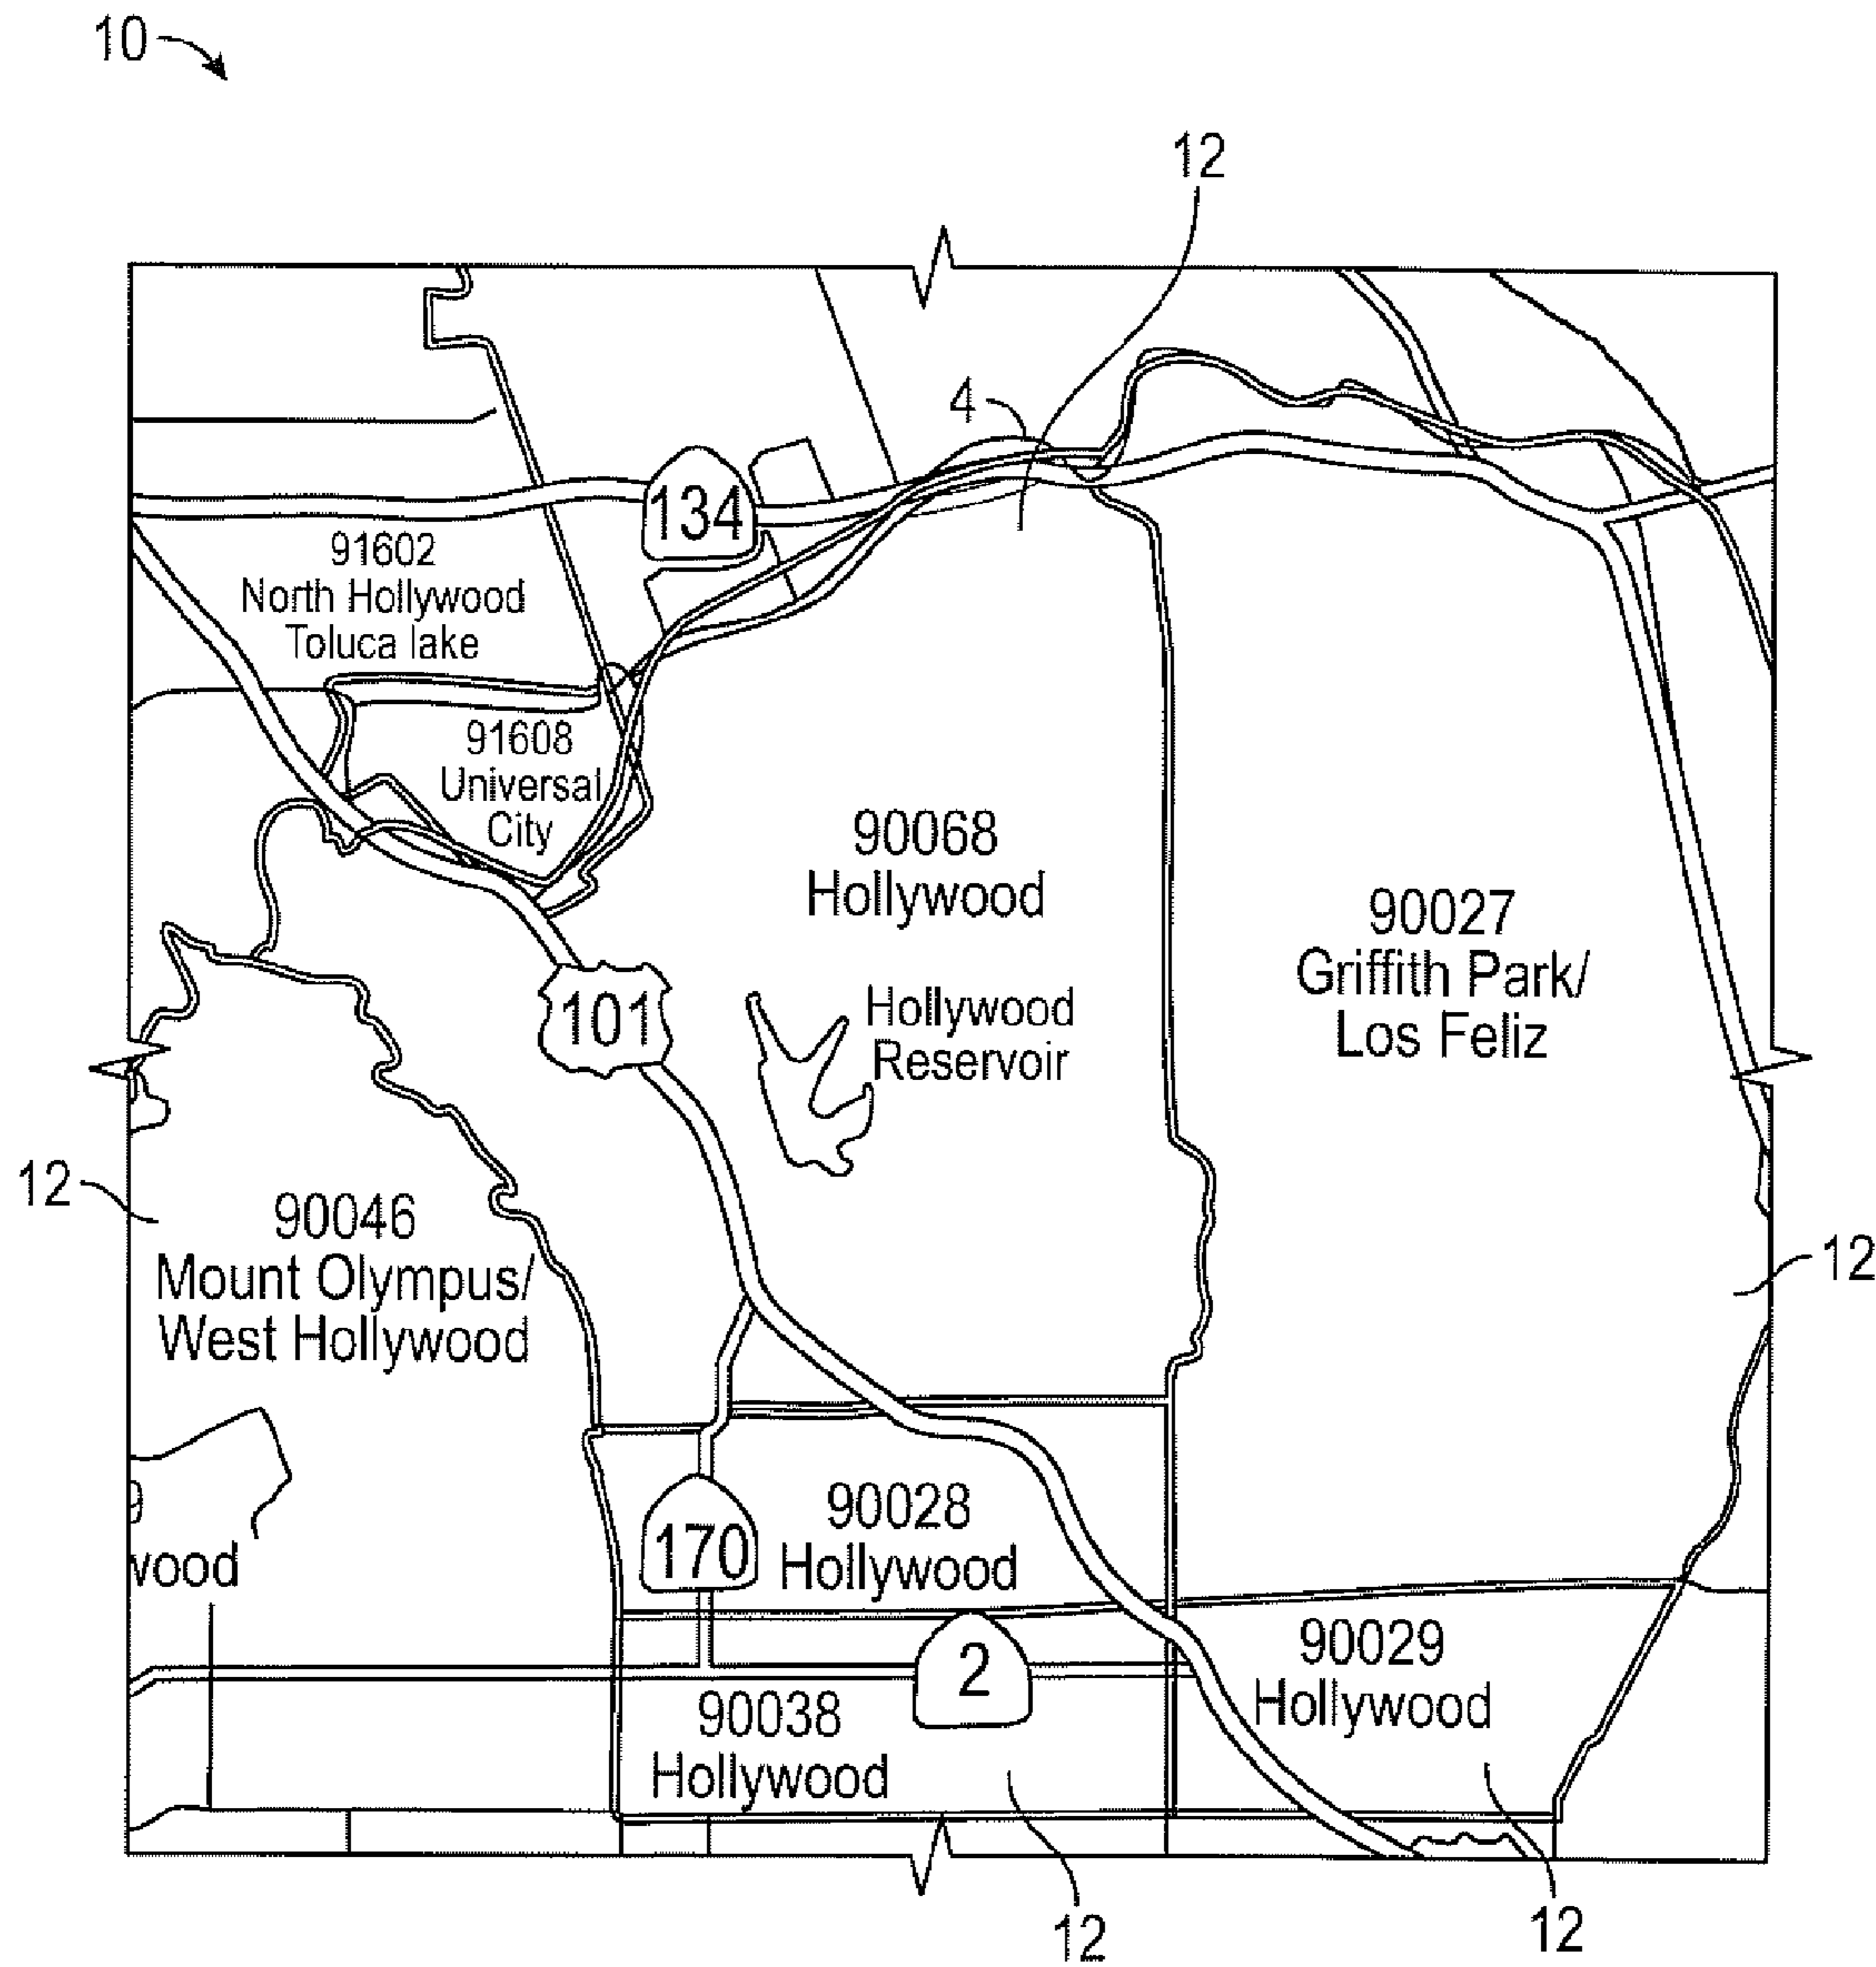 10
12
4
134
91602
North Hollywood
Toluca lake
91608
Universal
City
90068
Hollywood
90027
Griffith Park/
Los Feliz
101
Hollywood
Reservoir
12
90046
Mount Olympus/
West Hollywood
12
90028
Hollywood
170
wood
90029
Hollywood
2
90038
Hollywood
12
12